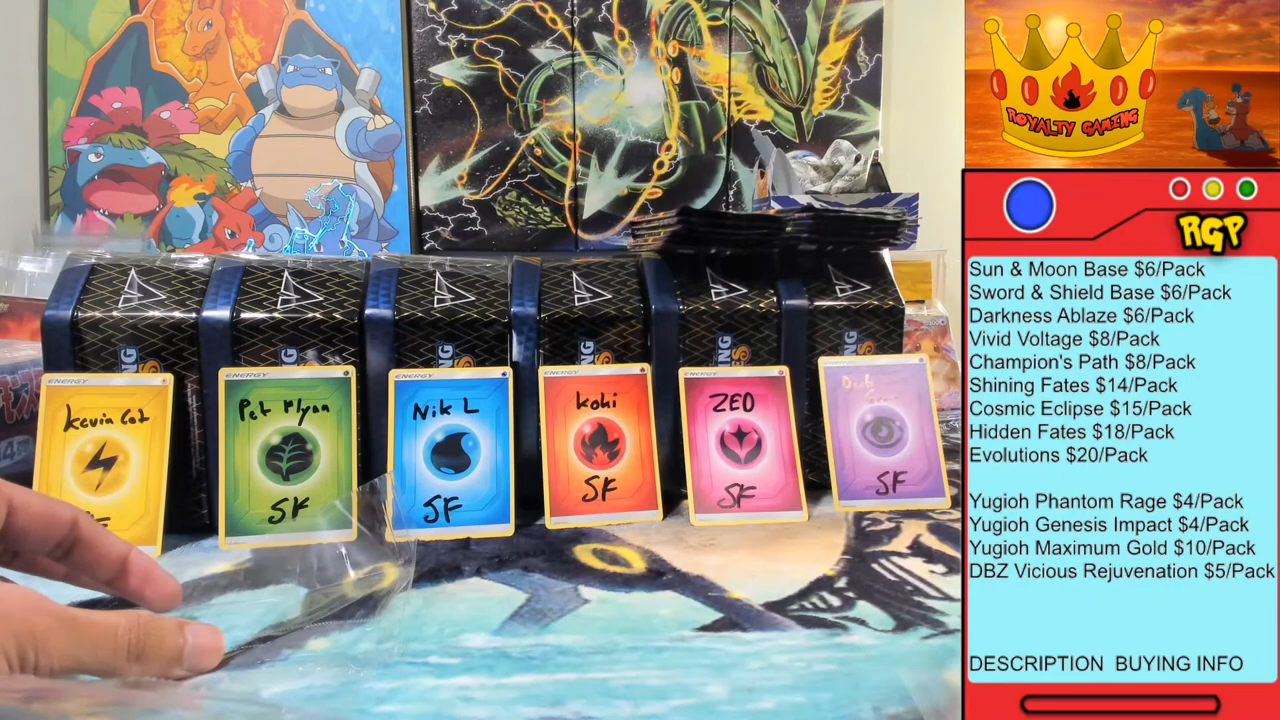 ROYALTY GAMING
RGP
Sun & Moon Base $6/Pack
Sword & Shield Base $6/Pack
Darkness Ablaze $6/Pack
Vivid Voltage $8/Pack
Champion's Path $8/Pack
Shining Fates $14/Pack
Cosmic Eclipse $15/Pack
Hidden Fates $18/Pack
Evolutions $20/Pack
Yugioh Phantom Rage $4/Pack
Yugioh Genesis Impact $4/Pack
Yugioh Maximum Gold $10/Pack
DBZ Vicious Rejuvenation $5/Pack
DESCRIPTION BUYING INFO
ENERGY
Kevin Cat
ENERGY
Pet Flynn
SF
ENERGY
Nik L
SF
ENERGY
Kohi
SF
ENERGY
ZED
SF
SF